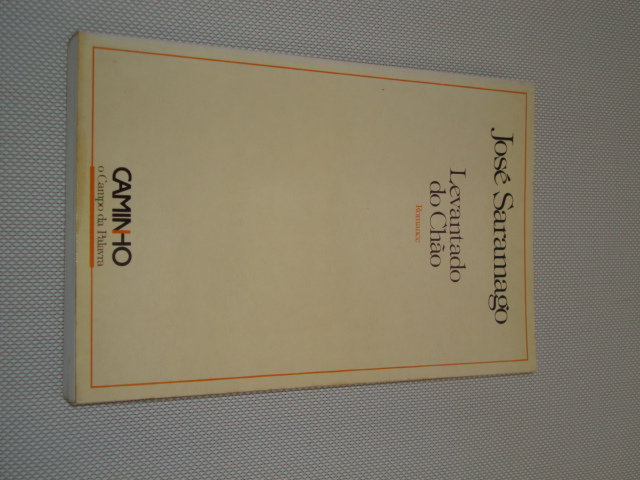 José Saramago
Levantado
do Chão
Romance
CAMINHO
o Campo da Palavra